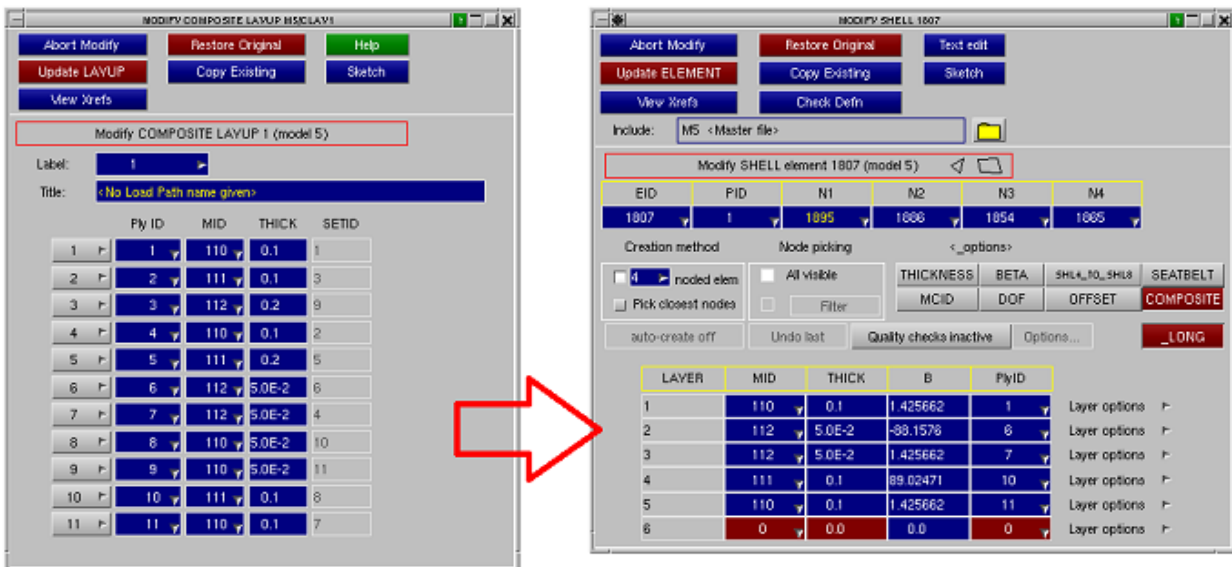 MODIFY COMPOSITE LAYUP M5/CLAY1
Abort Modify Restore Original Help
Update LAYUP Copy Existing Sketch
View Xrefs
Modify COMPOSITE LAYUP 1 (model 5)
Label: 1
Title: <No Load Path name given>
Ply ID MID THICK SETID
1 1 110 0.1 1
2 2 111 0.1 3
3 3 112 0.2 9
4 4 110 0.1 2
5 5 111 0.2 5
6 6 112 5.0E-2 6
7 7 112 5.0E-2 4
8 8 110 5.0E-2 10
9 9 110 5.0E-2 11
10 10 111 0.1 8
11 11 110 0.1 7
MODIFY SHELL 1807
Abort Modify Restore Original Text edit
Update ELEMENT Copy Existing Sketch
View Xrefs Check Defn
Include: M5 <Master file>
Modify SHELL element 1807 (model 5)
EID PID N1 N2 N3 N4
1807 1 1895 1886 1854 1885
Creation method Node picking <_options>
4 noded elem All visible THICKNESS BETA SHL4_TO_SHL8 SEATBELT
Pick closest nodes Filter MCID DOF OFFSET COMPOSITE
auto-create off Undo last Quality checks inactive Options... _LONG
LAYER MID THICK B PlyID
1 110 0.1 1.425662 1 Layer options
2 112 5.0E-2 -88.1576 6 Layer options
3 112 5.0E-2 1.425662 7 Layer options
4 111 0.1 89.02471 10 Layer options
5 110 0.1 1.425662 11 Layer options
6 0 0.0 0.0 0 Layer options